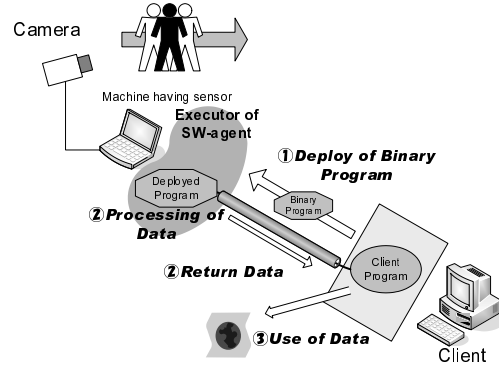 Camera
Machine having sensor
Executor of
SW-agent
①Deploy of Binary
Program
Deployed
Program
Binary
Program
②Processing of
Data
Client
Program
②Return Data
③Use of Data
Client